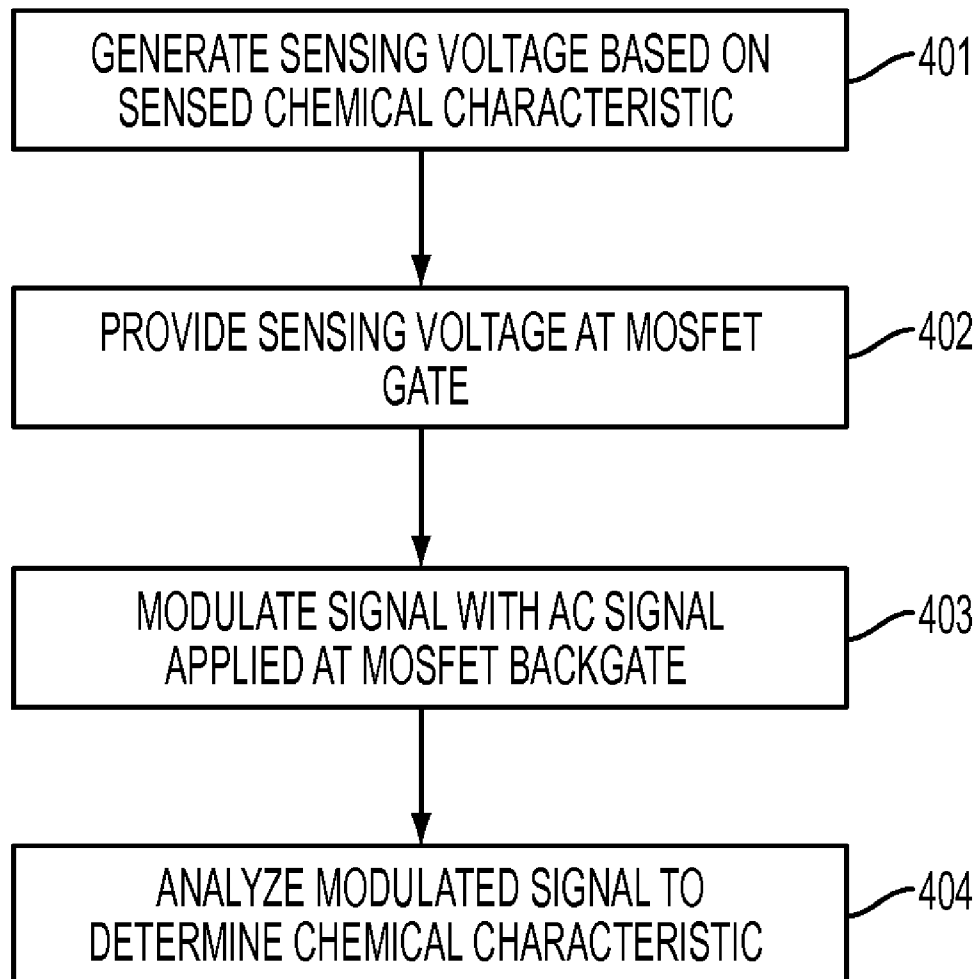 GENERATE SENSING VOLTAGE BASED ON
SENSED CHEMICAL CHARACTERISTIC
401
PROVIDE SENSING VOLTAGE AT MOSFET
GATE
402
MODULATE SIGNAL WITH AC SIGNAL
APPLIED AT MOSFET BACKGATE
403
ANALYZE MODULATED SIGNAL TO
DETERMINE CHEMICAL CHARACTERISTIC
404